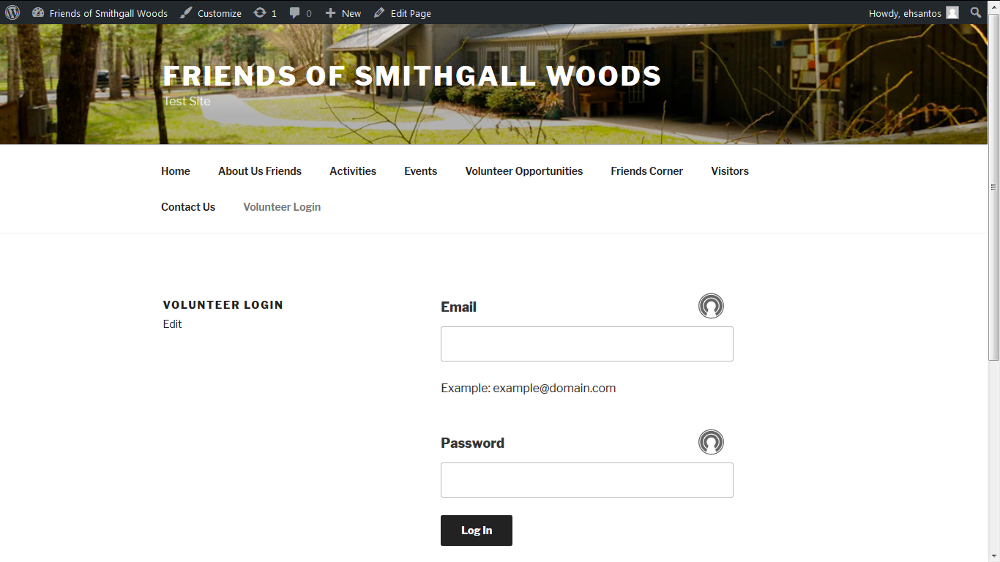 Friends of Smithgall Woods Customize 1 0 New Edit Page Howdy, ehsantos
FRIENDS OF SMITHGALL WOODS
Test Site
Home About Us Friends Activities Events Volunteer Opportunities Friends Corner Visitors
Contact Us Volunteer Login
VOLUNTEER LOGIN
Edit
Email
Example: example@domain.com
Password
Log In